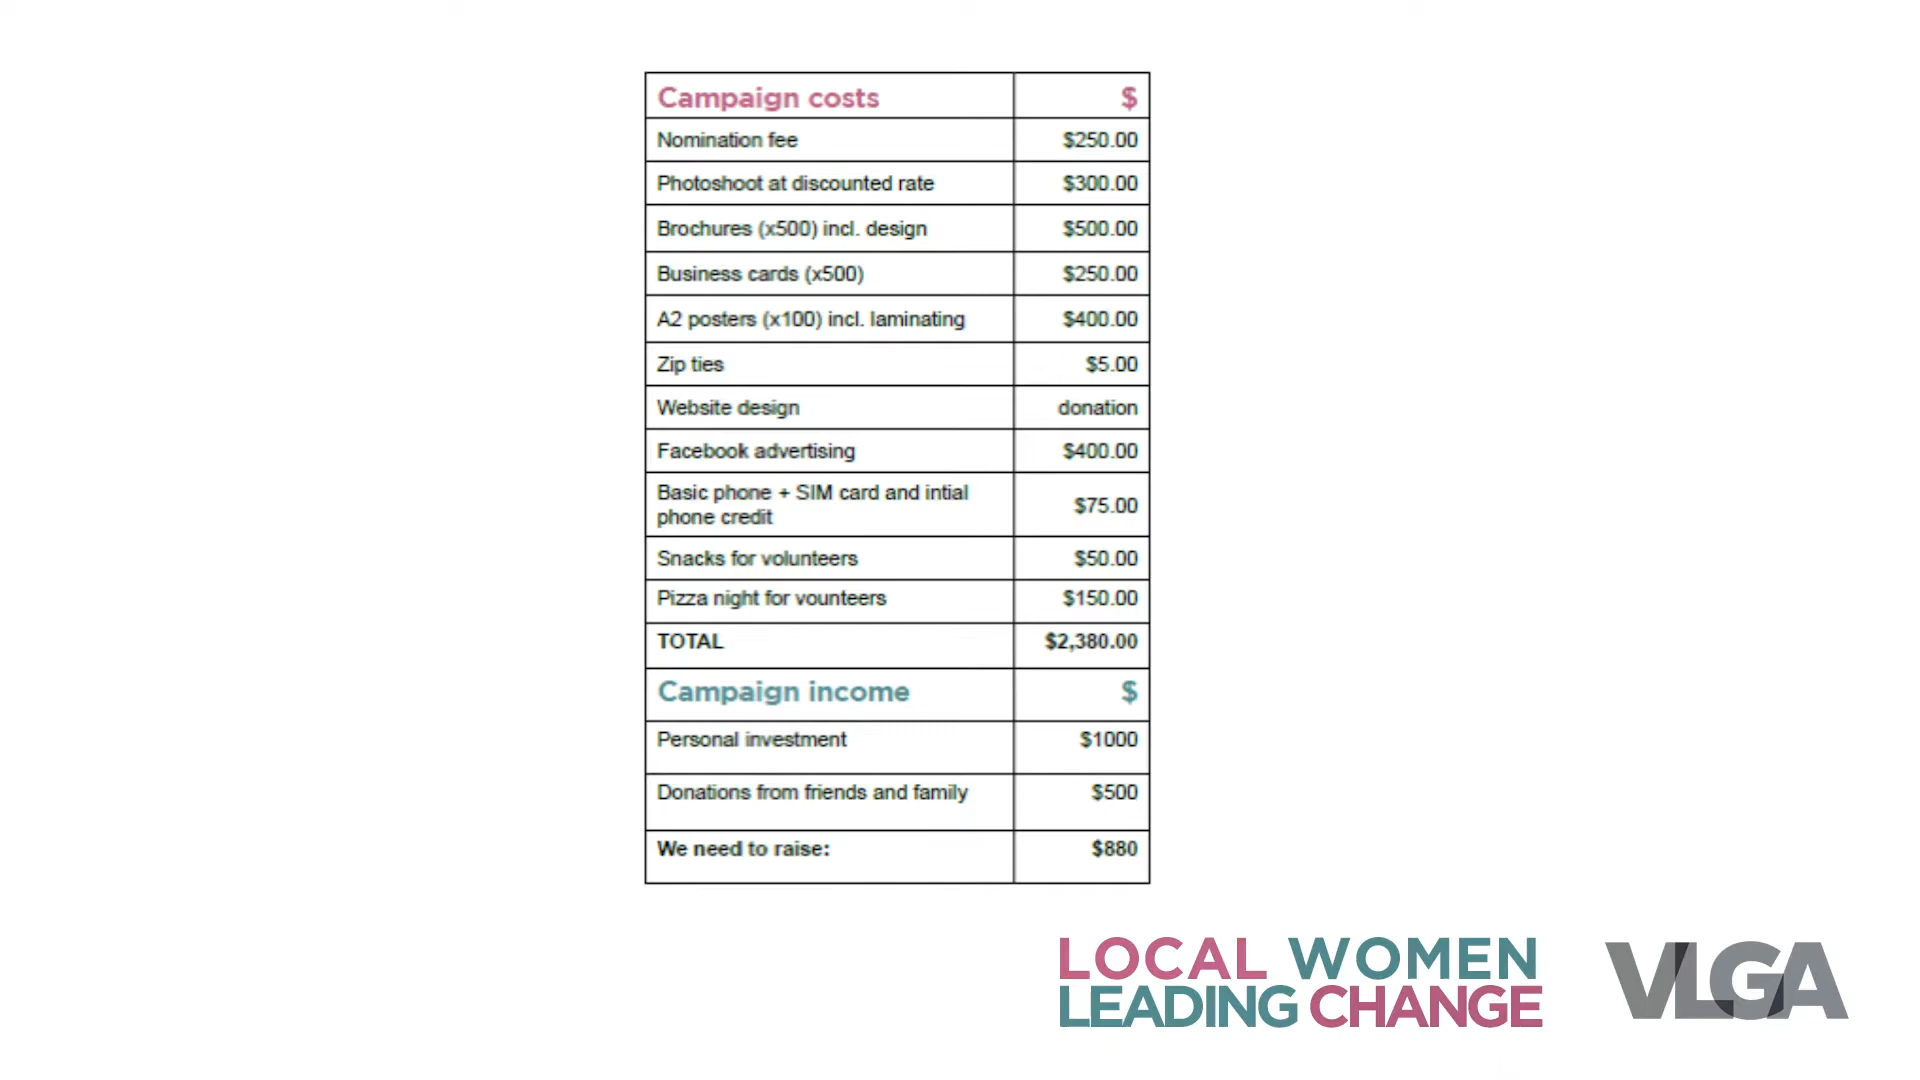 Campaign costs $
Nomination fee $250.00
Photoshoot at discounted rate $300.00
Brochures (x500) incl. design $500.00
Business cards (x500) $250.00
A2 posters (x100) incl. laminating $400.00
Zip ties $5.00
Website design donation
Facebook advertising $400.00
Basic phone + SIM card and intial
phone credit $75.00
Snacks for volunteers $50.00
Pizza night for vounteers $150.00
TOTAL $2,380.00
Campaign income $
Personal investment $1000
Donations from friends and family $500
We need to raise: $880
LOCAL WOMEN
LEADING CHANGE
VLGA